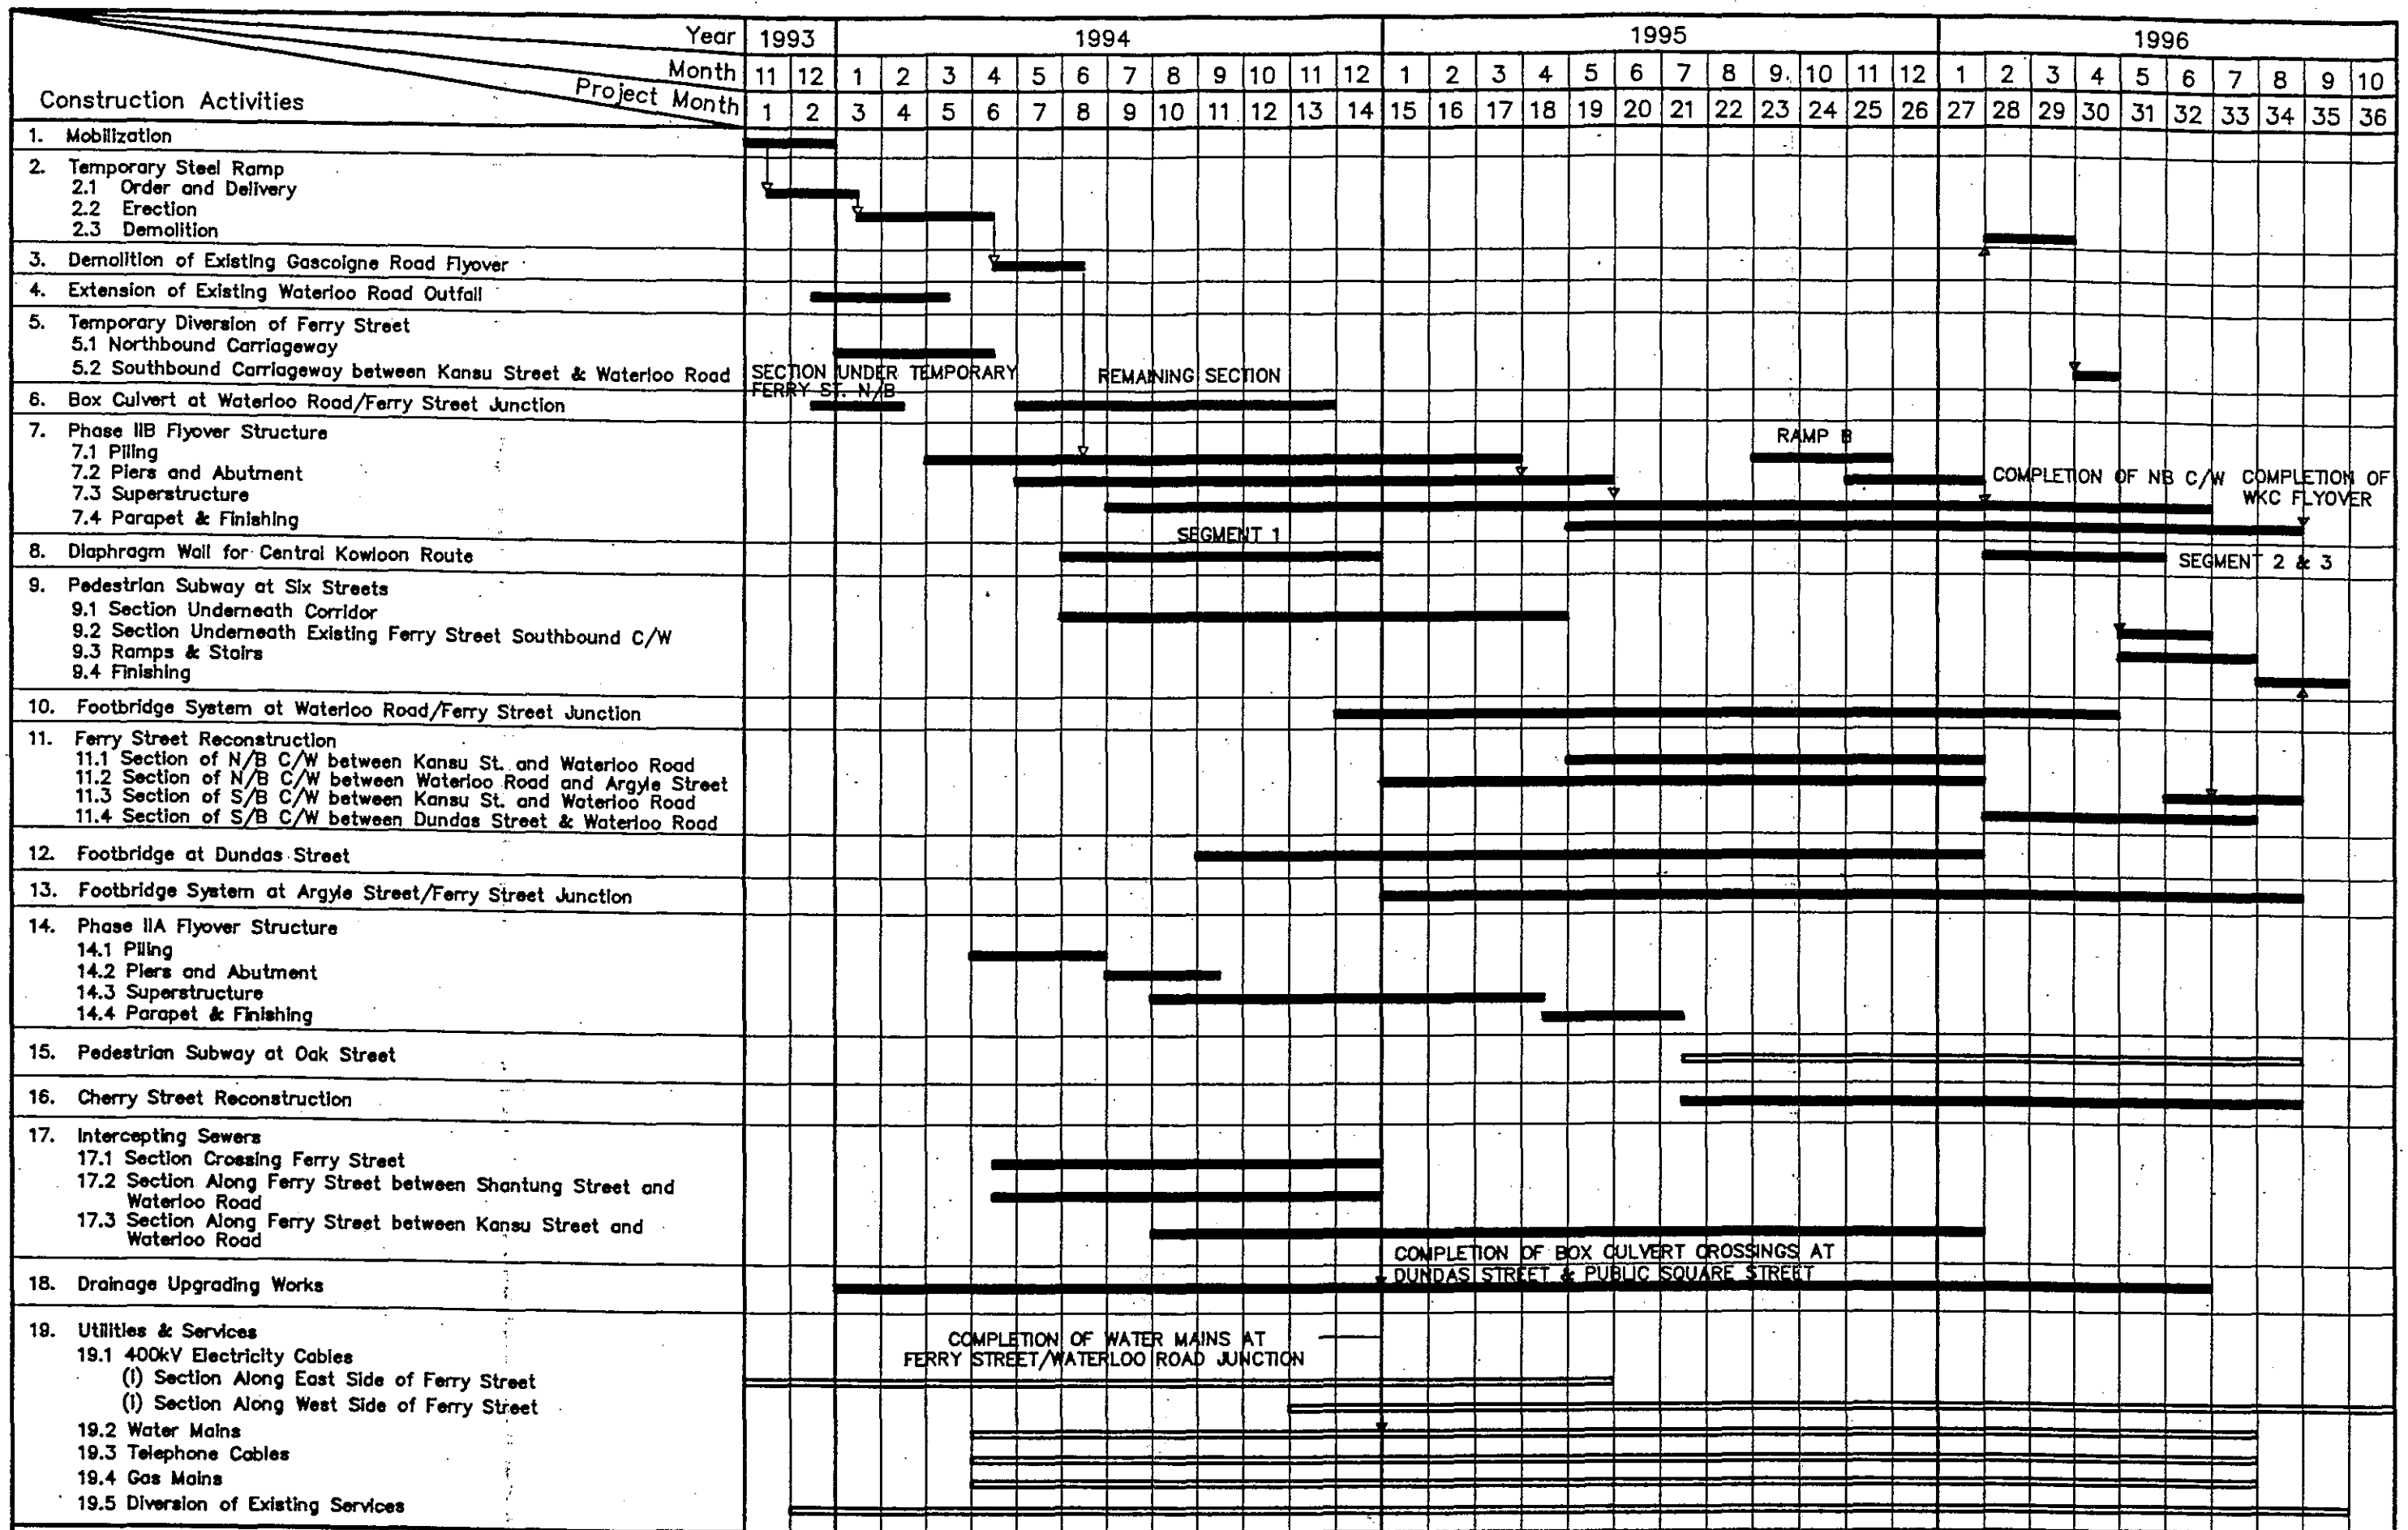 Year 1993 1994 1995 1996
Month 11 12 1 2 3 4 5 6 7 8 9 10 11 12 1 2 3 4 5 6 7 8 9 10 11 12 1 2 3 4 5 6 7 8 9 10
Construction Activities Project Month 1 2 3 4 5 6 7 8 9 10 11 12 13 14 15 16 17 18 19 20 21 22 23 24 25 26 27 28 29 30 31 32 33 34 35 36
1. Mobilization
2. Temporary Steel Ramp
2.1 Order and Delivery
2.2 Erection
2.3 Demolition
3. Demolition of Existing Gascoigne Road Flyover
4. Extension of Existing Waterloo Road Outfall
5. Temporary Diversion of Ferry Street
5.1 Northbound Carriageway
5.2 Southbound Carriageway between Kansu Street & Waterloo Road
SECTION UNDER TEMPORARY
FERRY ST. N/B
REMAINING SECTION
6. Box Culvert at Waterloo Road/Ferry Street Junction
7. Phase IIB Flyover Structure
7.1 Piling
RAMP B
7.2 Piers and Abutment
7.3 Superstructure
COMPLETION OF NB C/W
COMPLETION OF
WKC FLYOVER
7.4 Parapet & Finishing
SEGMENT 1
8. Diaphragm Wall for Central Kowloon Route
SEGMENT 2 & 3
9. Pedestrian Subway at Six Streets
9.1 Section Underneath Corridor
9.2 Section Underneath Existing Ferry Street Southbound C/W
9.3 Ramps & Stairs
9.4 Finishing
10. Footbridge System at Waterloo Road/Ferry Street Junction
11. Ferry Street Reconstruction
11.1 Section of N/B C/W between Kansu St. and Waterloo Road
11.2 Section of N/B C/W between Waterloo Road and Argyle Street
11.3 Section of S/B C/W between Kansu St. and Waterloo Road
11.4 Section of S/B C/W between Dundas Street & Waterloo Road
12. Footbridge at Dundas Street
13. Footbridge System at Argyle Street/Ferry Street Junction
14. Phase IIA Flyover Structure
14.1 Piling
14.2 Piers and Abutment
14.3 Superstructure
14.4 Parapet & Finishing
15. Pedestrian Subway at Oak Street
16. Cherry Street Reconstruction
17. Intercepting Sewers
17.1 Section Crossing Ferry Street
17.2 Section Along Ferry Street between Shantung Street and
Waterloo Road
17.3 Section Along Ferry Street between Kansu Street and
Waterloo Road
COMPLETION OF BOX CULVERT CROSSINGS AT
DUNDAS STREET & PUBLIC SQUARE STREET
18. Drainage Upgrading Works
19. Utilities & Services
COMPLETION OF WATER MAINS AT
FERRY STREET/WATERLOO ROAD JUNCTION
19.1 400kV Electricity Cables
(I) Section Along East Side of Ferry Street
(I) Section Along West Side of Ferry Street
19.2 Water Mains
19.3 Telephone Cables
19.4 Gas Mains
19.5 Diversion of Existing Services